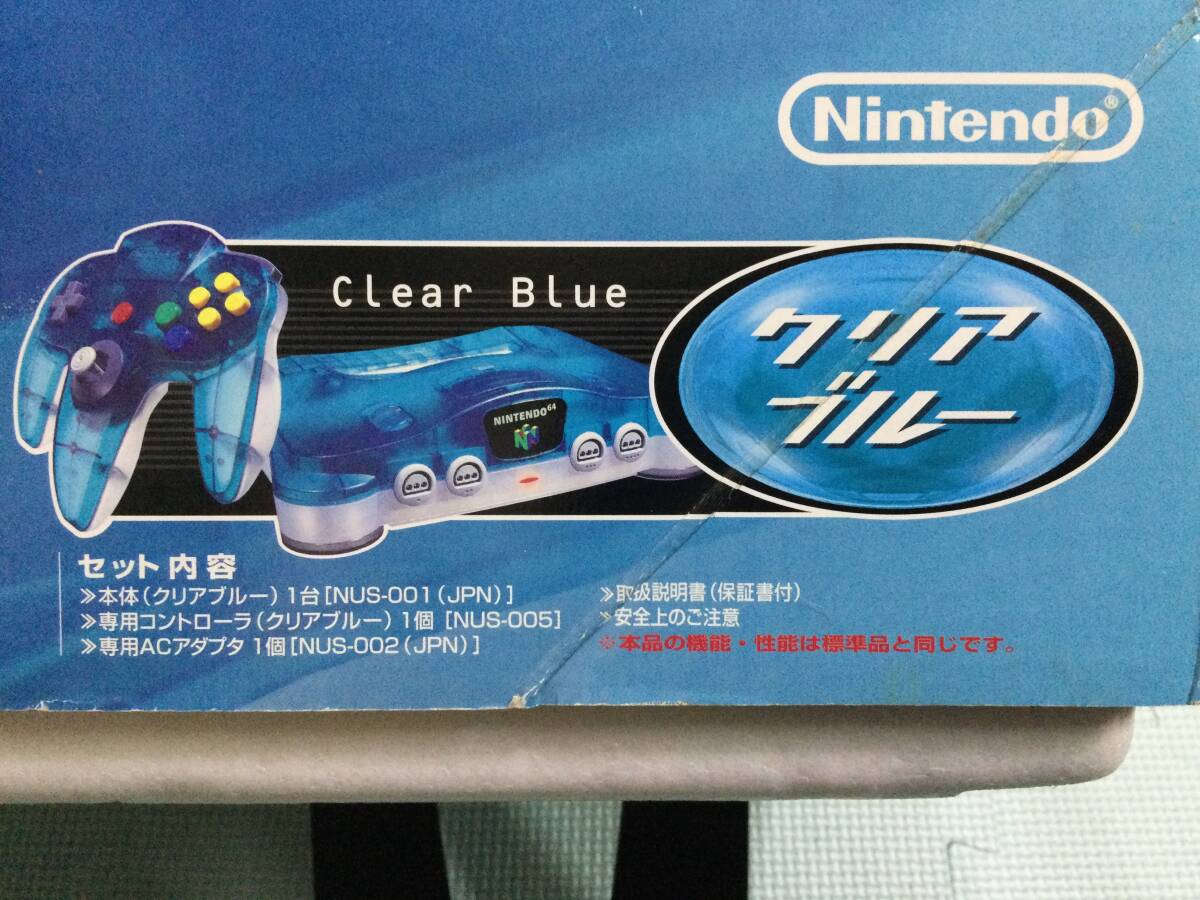 Nintendo®
Clear Blue
クリア
ブルー
NINTENDO64
セット内容
≫本体(クリアブルー) 1台[NUS-001(JPN)]
≫専用コントローラ(クリアブルー) 1個 [NUS-005]
≫専用ACアダプタ 1個[NUS-002(JPN)]
≫取扱説明書(保証書付)
≫安全上のご注意
※本品の機能・性能は標準品と同じです。